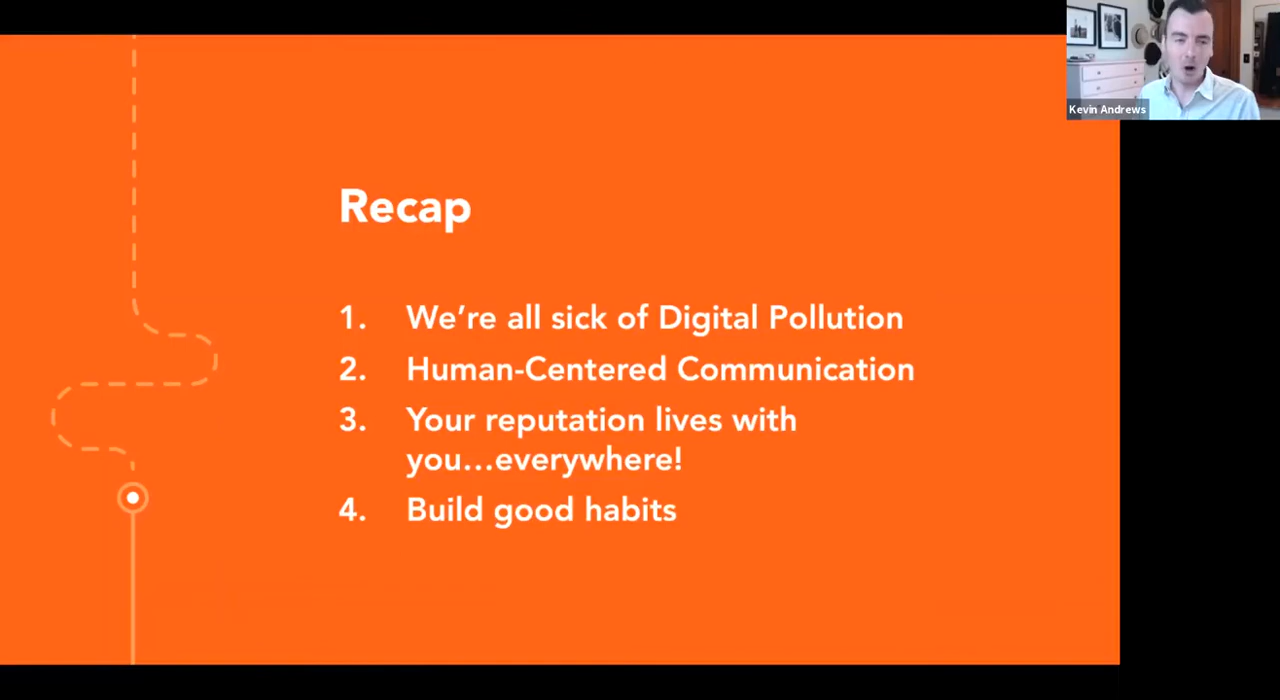 Kevin Andrews
Recap
1. We’re all sick of Digital Pollution
2. Human-Centered Communication
3. Your reputation lives with
you...everywhere!
4. Build good habits